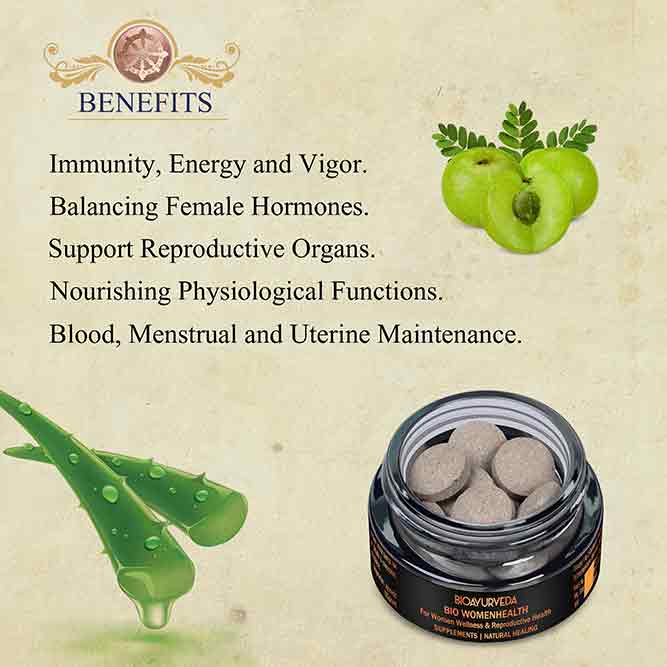 BENEFITS
Immunity, Energy and Vigor.
Balancing Female Hormones.
Support Reproductive Organs.
Nourishing Physiological Functions.
Blood, Menstrual and Uterine Maintenance.
BIOAYURVEDA
BIO WOMENHEALTH
For Women Wellness & Reproductive Health
SUPPLEMENTS | NATURAL HEALING